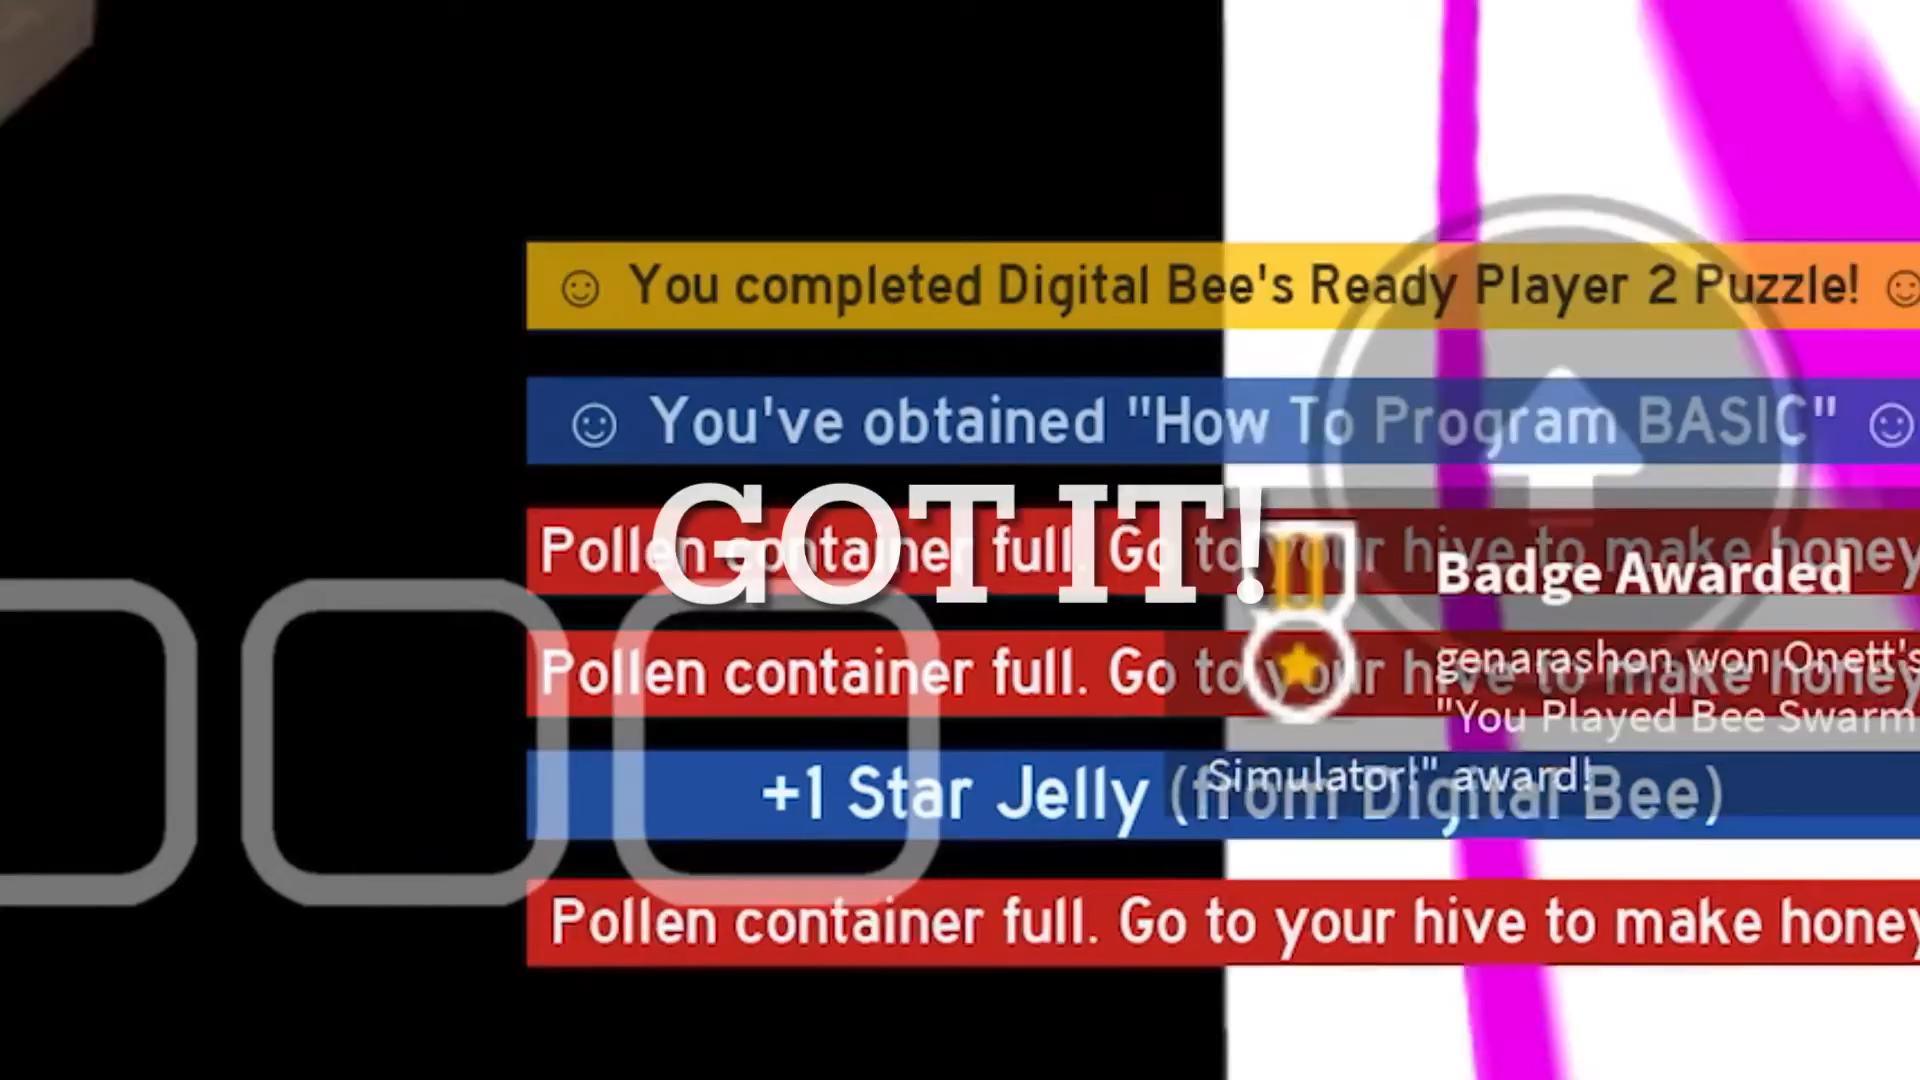 ☺ You completed Digital Bee's Ready Player 2 Puzzle! ☺
☺ You've obtained "How To Program BASIC" ☺
GOT IT!
Pollen container full. Go to your hive to make honey
Badge Awarded
Pollen container full. Go to your hive to make honey
genarashon won Onett's
"You Played Bee Swarm
Simulator!" award!
+1 Star Jelly (from Digital Bee)
Pollen container full. Go to your hive to make honey